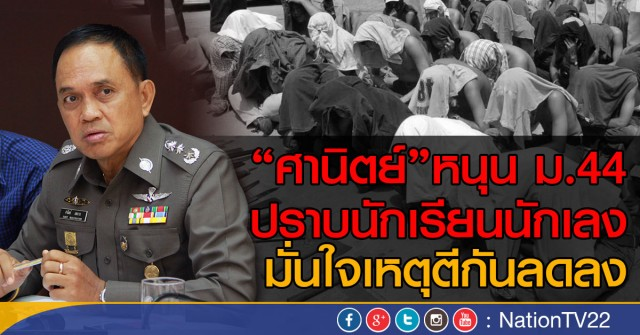 “ศานิตย์”หนุน ม.44
ปราบนักเรียนนักเลง
มั่นใจเหตุตีกันลดลง
: NationTV22